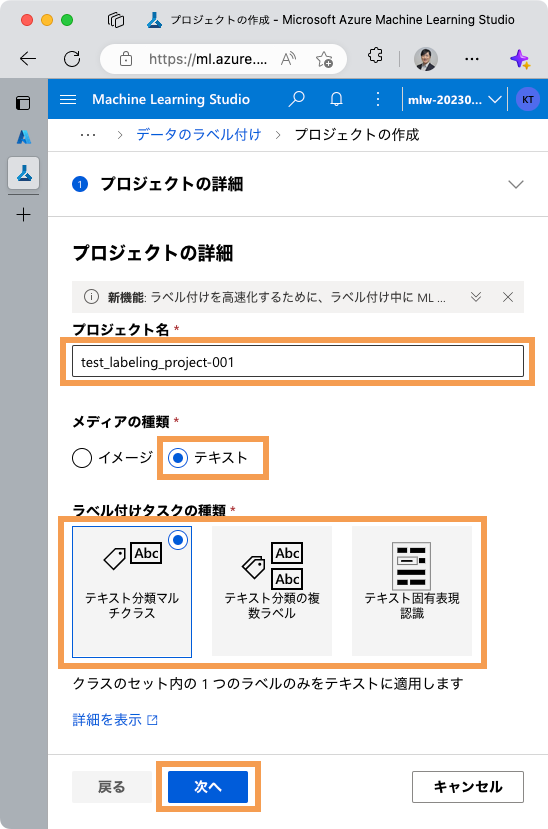 プロジェクトの作成 - Microsoft Azure Machine Learning Studio
https://ml.azure....
Machine Learning Studio
mlw-20230...
KT
… > データのラベル付け > プロジェクトの作成
1 プロジェクトの詳細
プロジェクトの詳細
新機能: ラベル付けを高速化するために、ラベル付け中に ML ...
プロジェクト名 *
test_labeling_project-001
メディアの種類 *
イメージ テキスト
ラベル付けタスクの種類 *
Abc
Abc
Abc
テキスト分類マル
チクラス
テキスト分類の複
数ラベル
テキスト固有表現
認識
クラスのセット内の 1 つのラベルのみをテキストに適用します
詳細を表示
戻る 次へ キャンセル